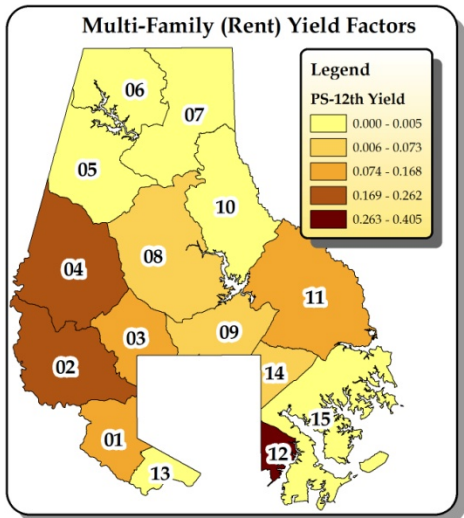 Multi-Family (Rent) Yield Factors
Legend
PS-12th Yield
0.000 - 0.005
0.006 - 0.073
0.074 - 0.168
0.169 - 0.262
0.263 - 0.405
06
07
05
10
08
04
11
03
09
02
14
15
01
12
13